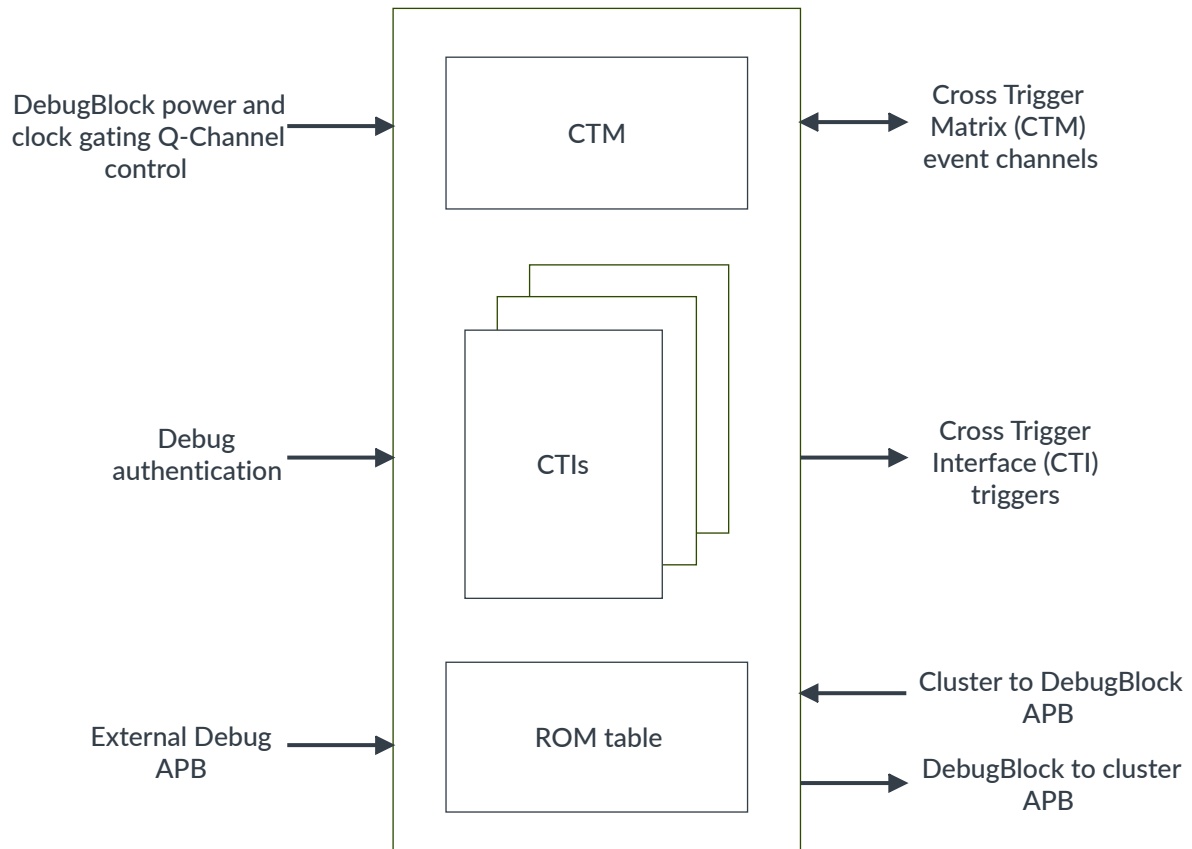 DebugBlock power and
clock gating Q-Channel
control
CTM
Cross Trigger
Matrix (CTM)
event channels
Debug
authentication
CTIs
Cross Trigger
Interface (CTI)
triggers
External Debug
APB
ROM table
Cluster to DebugBlock
APB
DebugBlock to cluster
APB